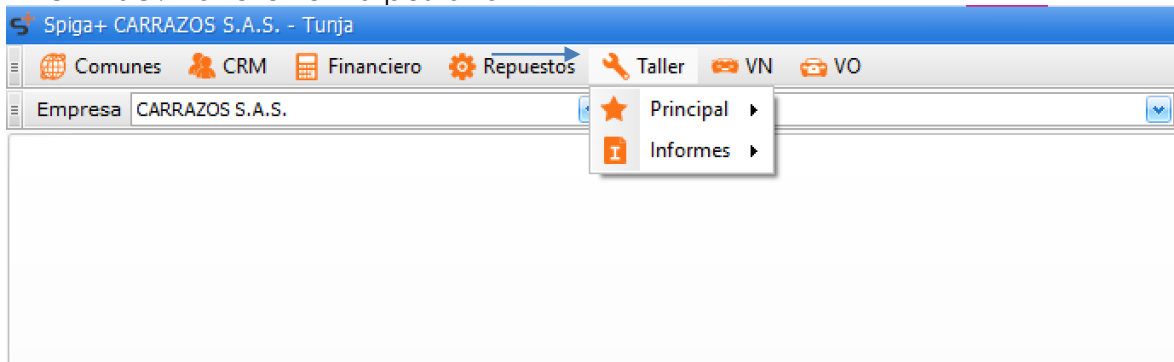 Spiga+ CARRAZOS S.A.S. - Tunja
Comunes CRM Financiero Repuestos Taller VN VO
Empresa CARRAZOS S.A.S.
Principal
Informes